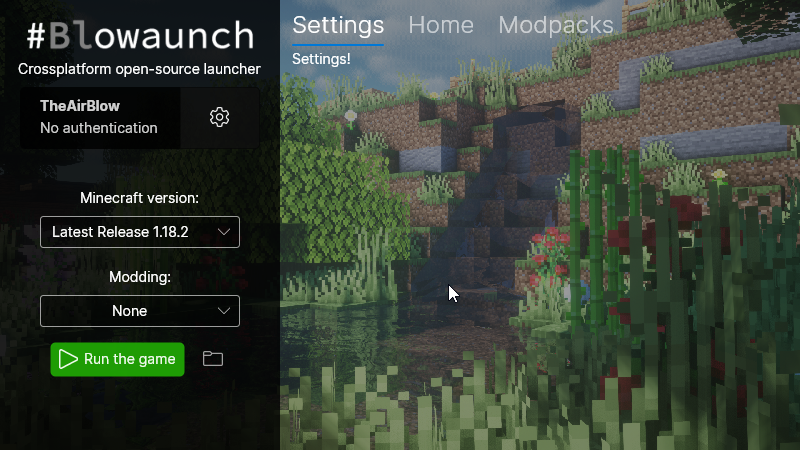 #Blowaunch
Crossplatform open-source launcher
TheAirBlow
No authentication
Minecraft version:
Latest Release 1.18.2
Modding:
None
Run the game
Settings Home Modpacks
Settings!